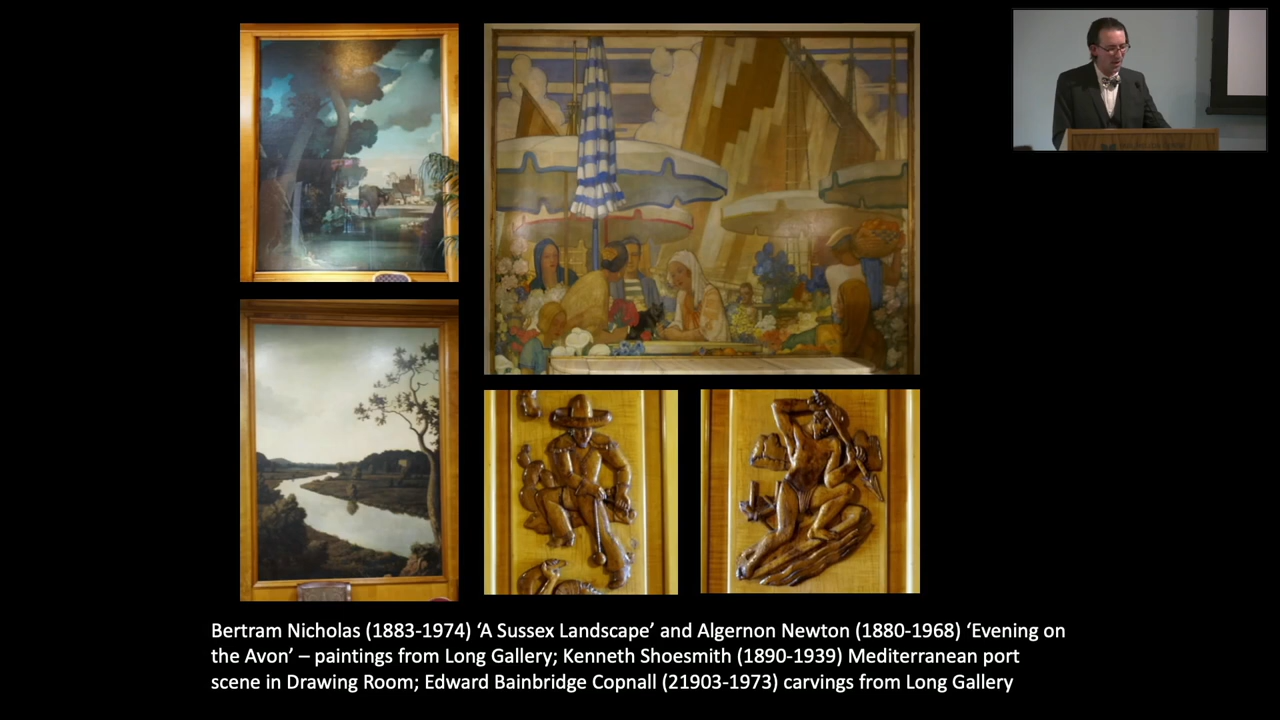 Bertram Nicholas (1883-1974) ‘A Sussex Landscape’ and Algernon Newton (1880-1968) ‘Evening on
the Avon’ – paintings from Long Gallery; Kenneth Shoesmith (1890-1939) Mediterranean port
scene in Drawing Room; Edward Bainbridge Copnall (21903-1973) carvings from Long Gallery